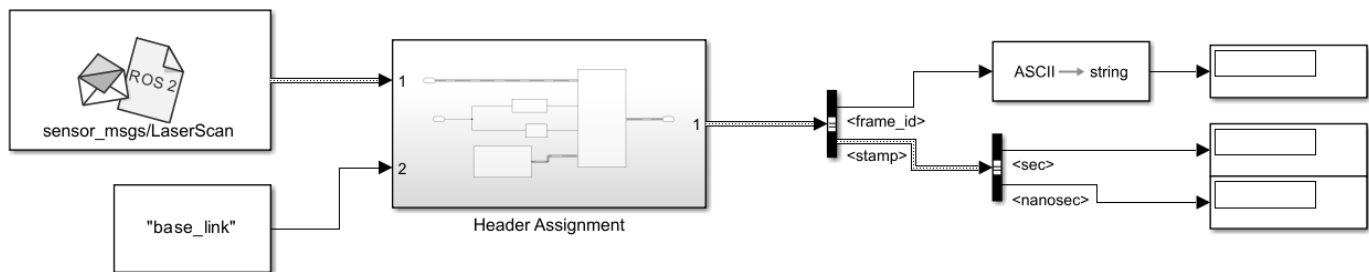 ROS 2
sensor_msgs/LaserScan
"base_link"
1
2
1
Header Assignment
<frame_id>
<stamp>
ASCII → string
<sec>
<nanosec>